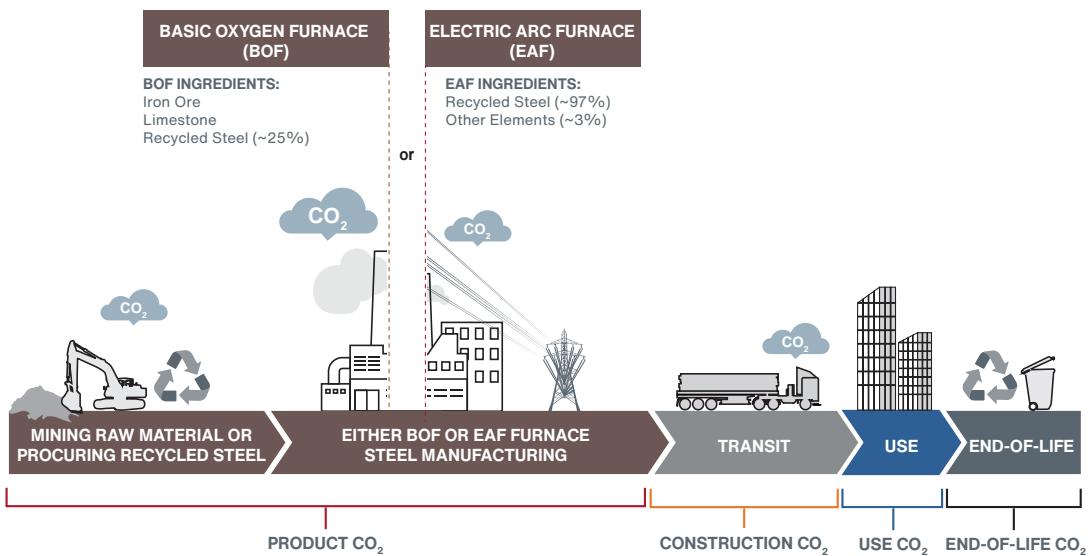 BASIC OXYGEN FURNACE
(BOF)
BOF INGREDIENTS:
Iron Ore
Limestone
Recycled Steel (~25%)
or
ELECTRIC ARC FURNACE
(EAF)
EAF INGREDIENTS:
Recycled Steel (~97%)
Other Elements (~3%)
CO₂
CO₂
CO₂
CO₂
MINING RAW MATERIAL OR
PROCURING RECYCLED STEEL
EITHER BOF OR EAF FURNACE
STEEL MANUFACTURING
TRANSIT
USE
END-OF-LIFE
PRODUCT CO₂
CONSTRUCTION CO₂
USE CO₂
END-OF-LIFE CO₂